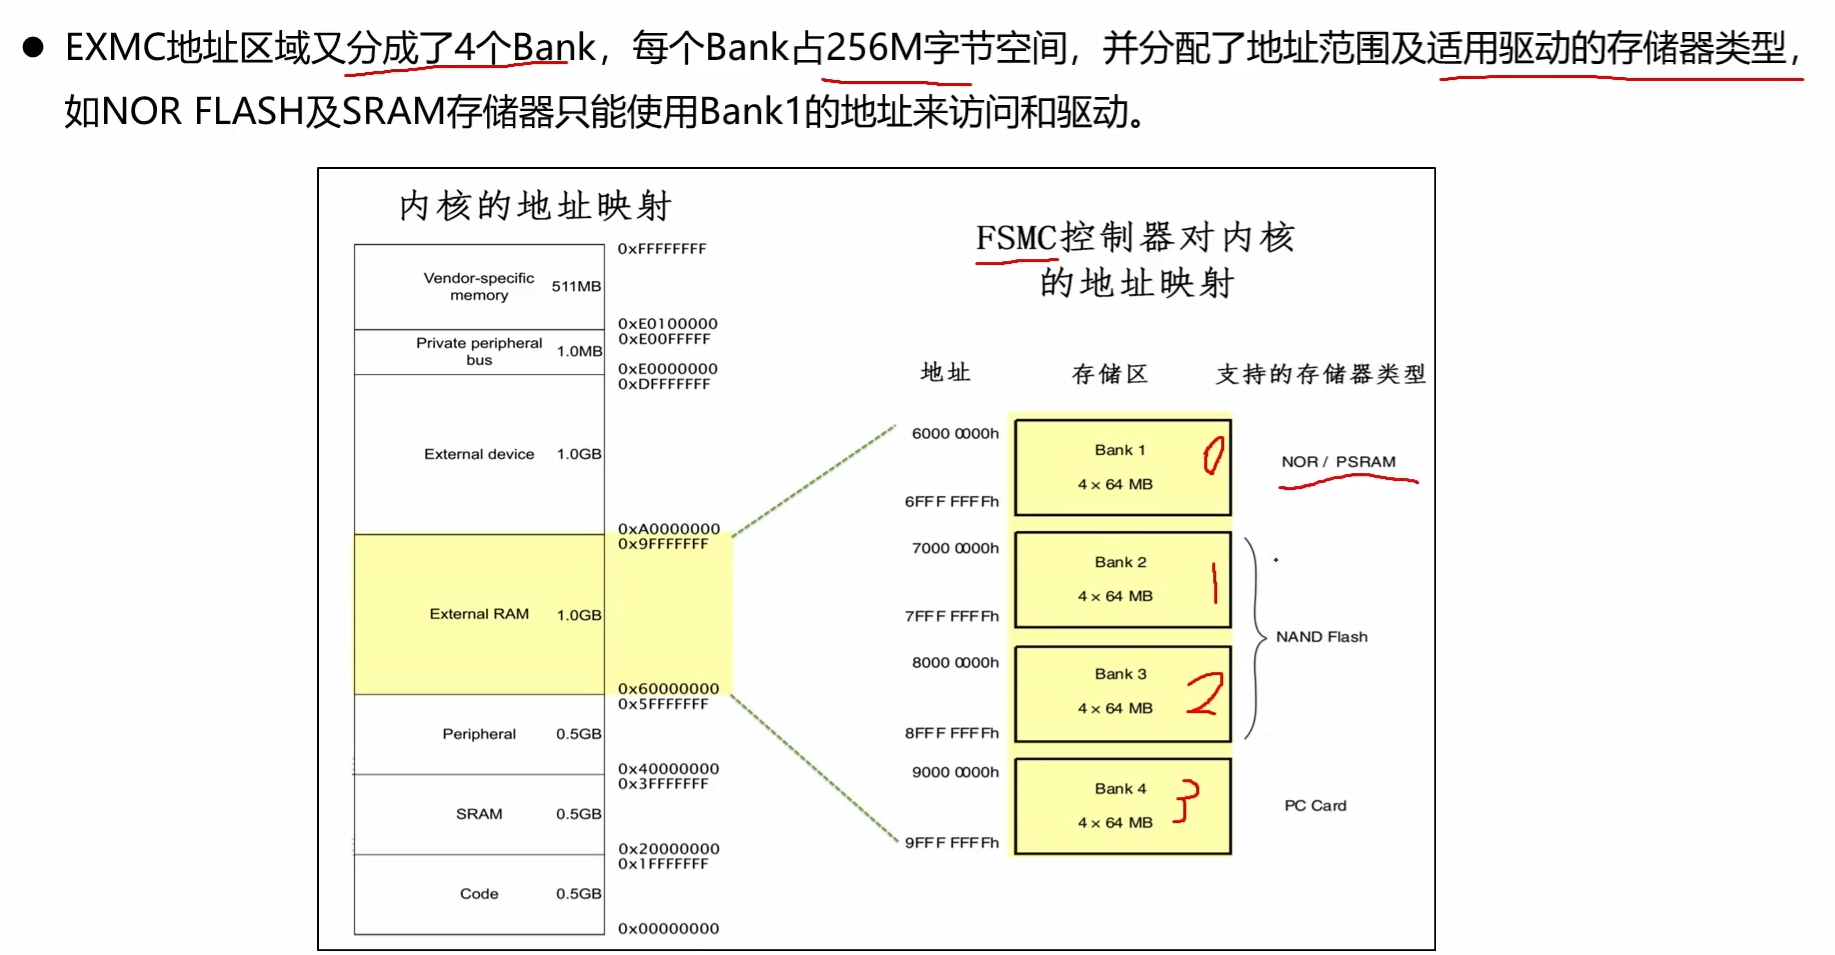 ● EXMC地址区域又分成了4个Bank，每个Bank占256M字节空间，并分配了地址范围及适用驱动的存储器类型，
如NOR FLASH及SRAM存储器只能使用Bank1的地址来访问和驱动。
内核的地址映射
0xFFFFFFFF
Vendor-specific
memory
511MB
0xE0100000
0xE00FFFFF
Private peripheral
bus
1.0MB
0xE0000000
0xDFFFFFFF
External device 1.0GB
0xA0000000
0x9FFFFFFF
External RAM 1.0GB
0x60000000
0x5FFFFFFF
Peripheral 0.5GB
0x40000000
0x3FFFFFFF
SRAM 0.5GB
0x20000000
0x1FFFFFFF
Code 0.5GB
0x00000000
FSMC控制器对内核
的地址映射
地址 存储区 支持的存储器类型
6000 0000h
Bank 1 0
4 × 64 MB
NOR / PSRAM
6FFF FFFFh
7000 0000h
Bank 2 1
4 × 64 MB
7FFF FFFFh
NAND Flash
8000 0000h
Bank 3 2
4 × 64 MB
8FFF FFFFh
9000 0000h
Bank 4 3
4 × 64 MB
PC Card
9FFF FFFFh